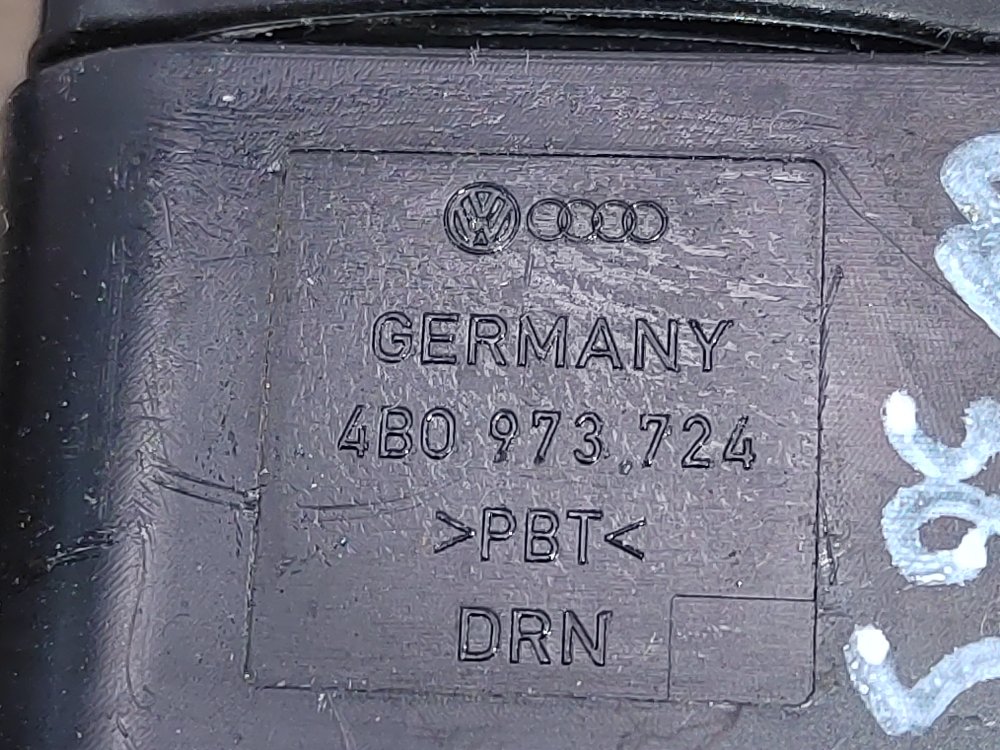 GERMANY
4B0 973.724
>PBT<
DRN